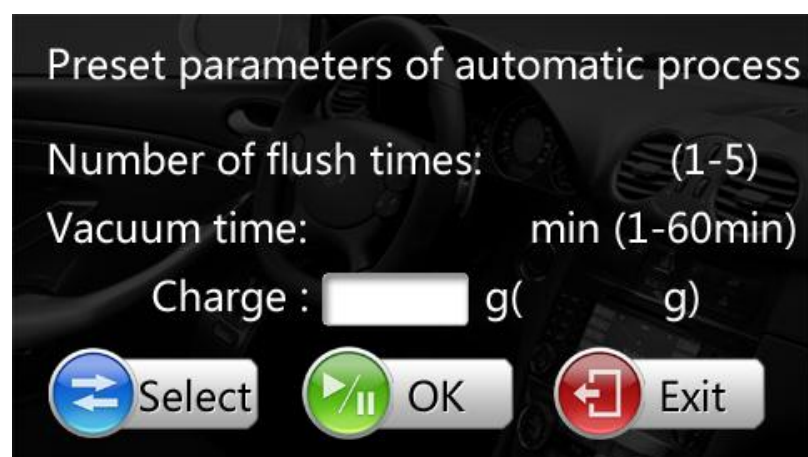 Preset parameters of automatic process
Number of flush times: (1-5)
Vacuum time: min (1-60min)
Charge : g( g)
Select OK Exit